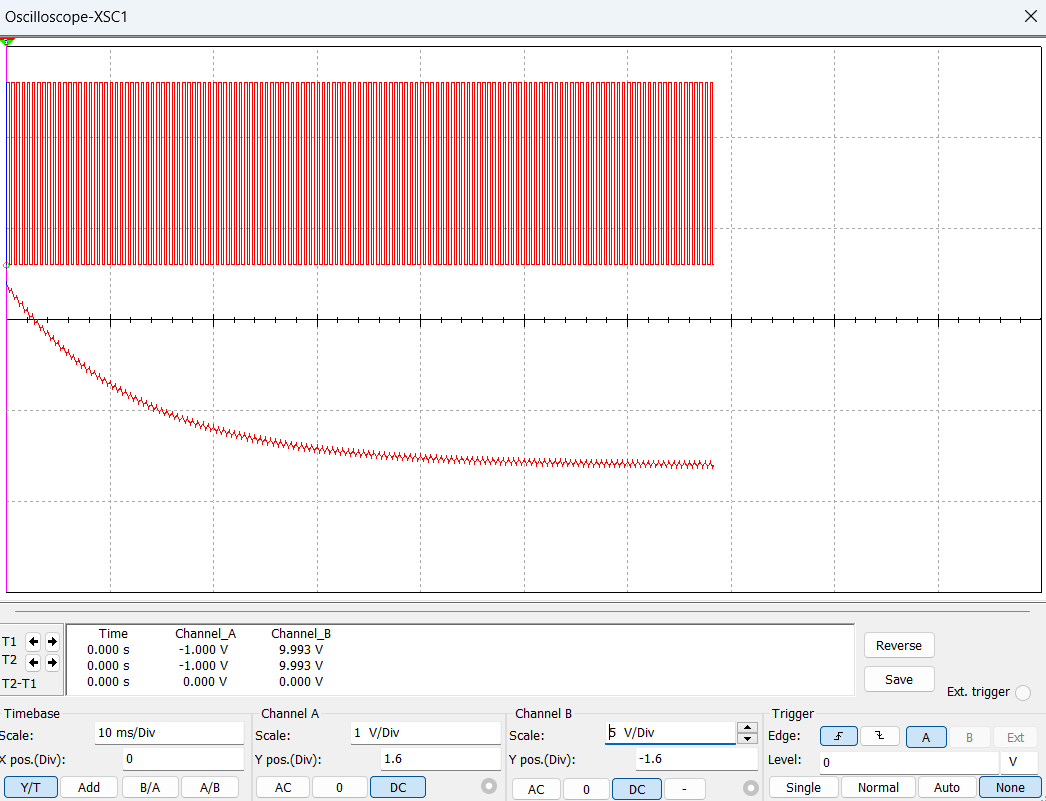 Oscilloscope-XSC1
Time Channel_A Channel_B
T1 0.000 s -1.000 V 9.993 V
T2 0.000 s -1.000 V 9.993 V
T2-T1 0.000 s 0.000 V 0.000 V
Reverse
Save
Ext. trigger
Timebase
Scale: 10 ms/Div
X pos.(Div): 0
Y/T Add B/A A/B
Channel A
Scale: 1 V/Div
Y pos.(Div): 1.6
AC 0 DC
Channel B
Scale: 5 V/Div
Y pos.(Div): -1.6
AC 0 DC -
Trigger
Edge: A B Ext
Level: 0 V
Single Normal Auto None